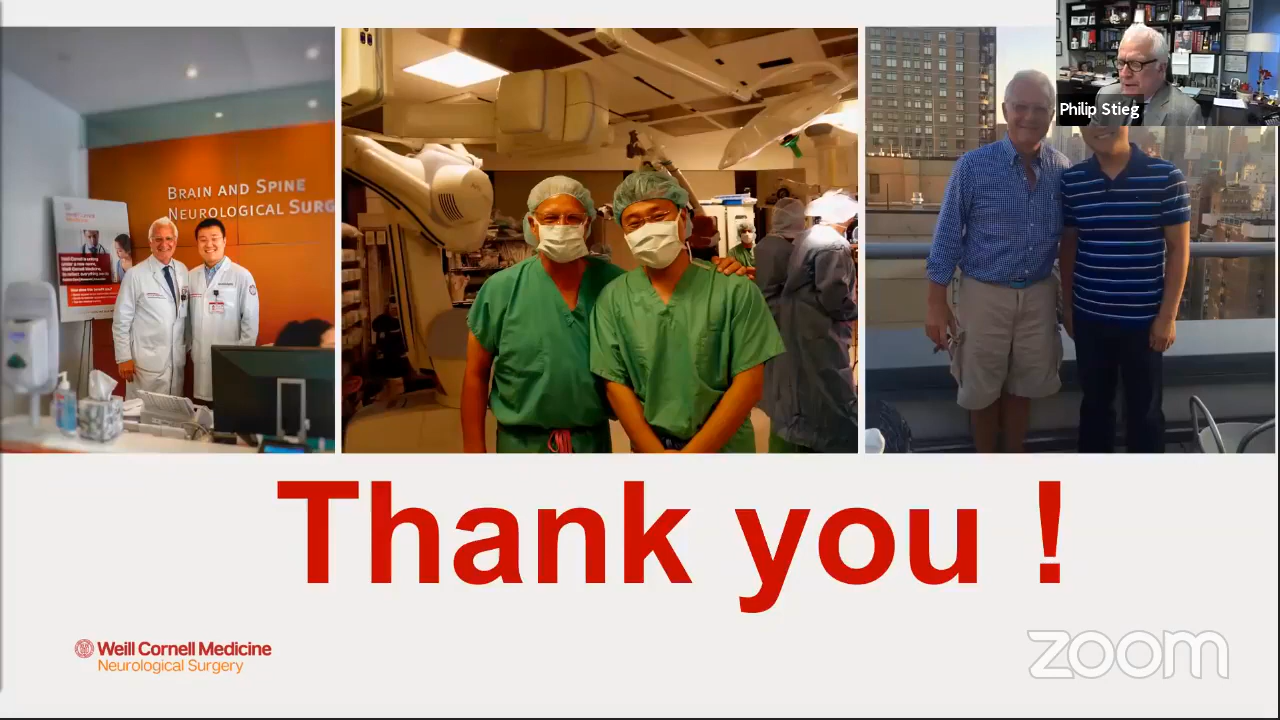 Philip Stieg
BRAIN AND SPINE
NEUROLOGICAL SURG
Thank you !
Weill Cornell Medicine
Neurological Surgery
zoom